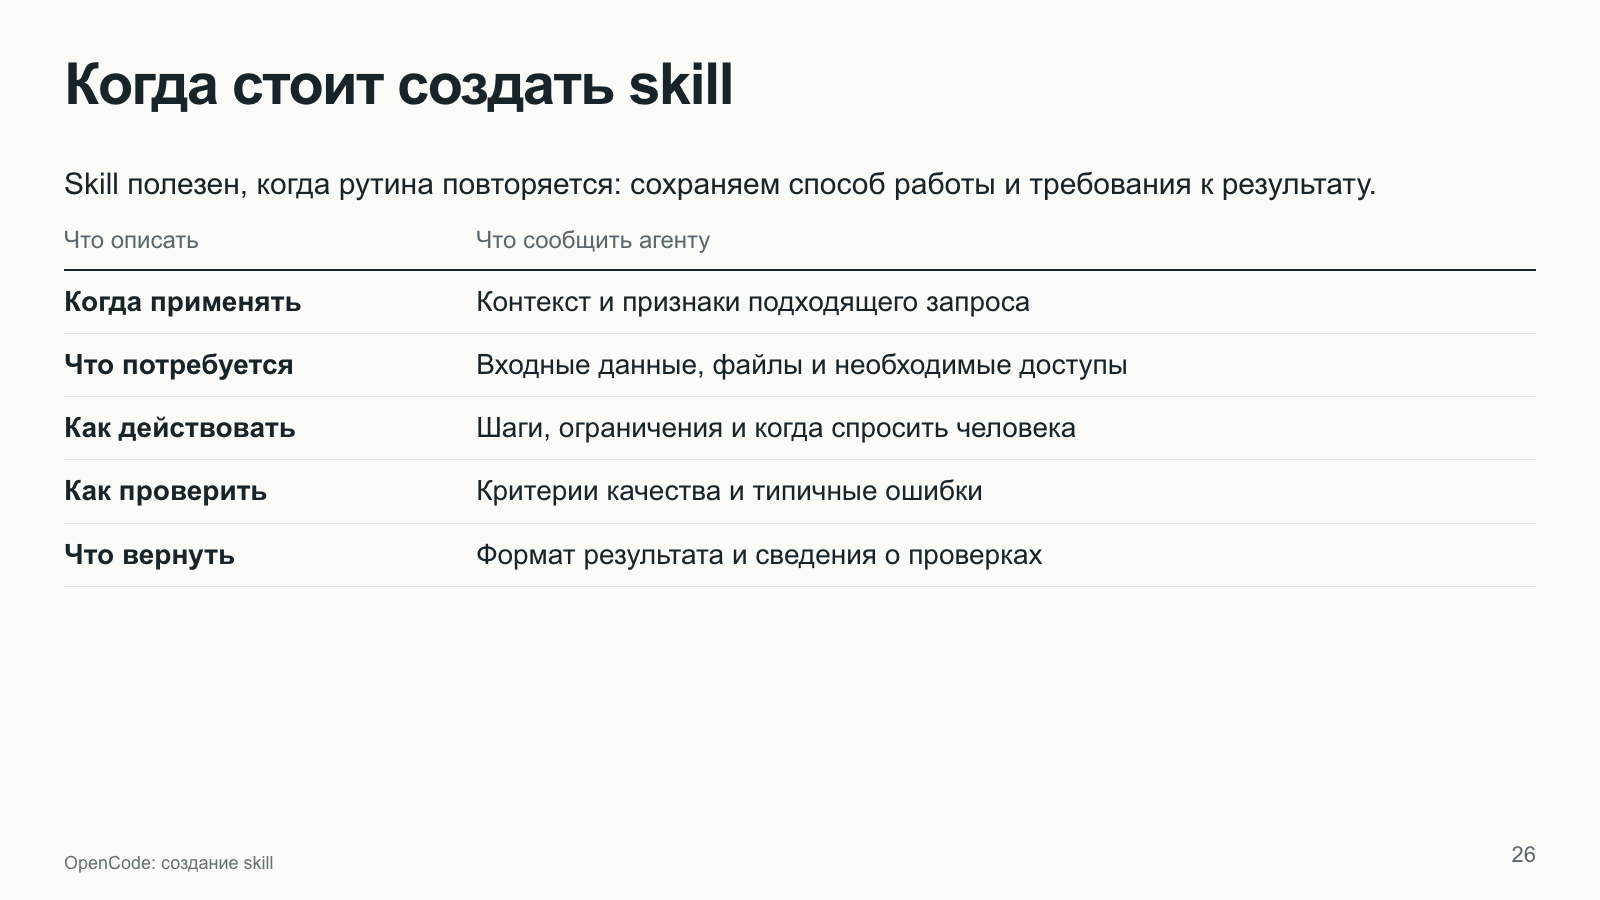 Когда стоит создать skill
Skill полезен, когда рутина повторяется: сохраняем способ работы и требования к результату.
Что описать Что сообщить агенту
Когда применять Контекст и признаки подходящего запроса
Что потребуется Входные данные, файлы и необходимые доступы
Как действовать Шаги, ограничения и когда спросить человека
Как проверить Критерии качества и типичные ошибки
Что вернуть Формат результата и сведения о проверках
OpenCode: создание skill
26